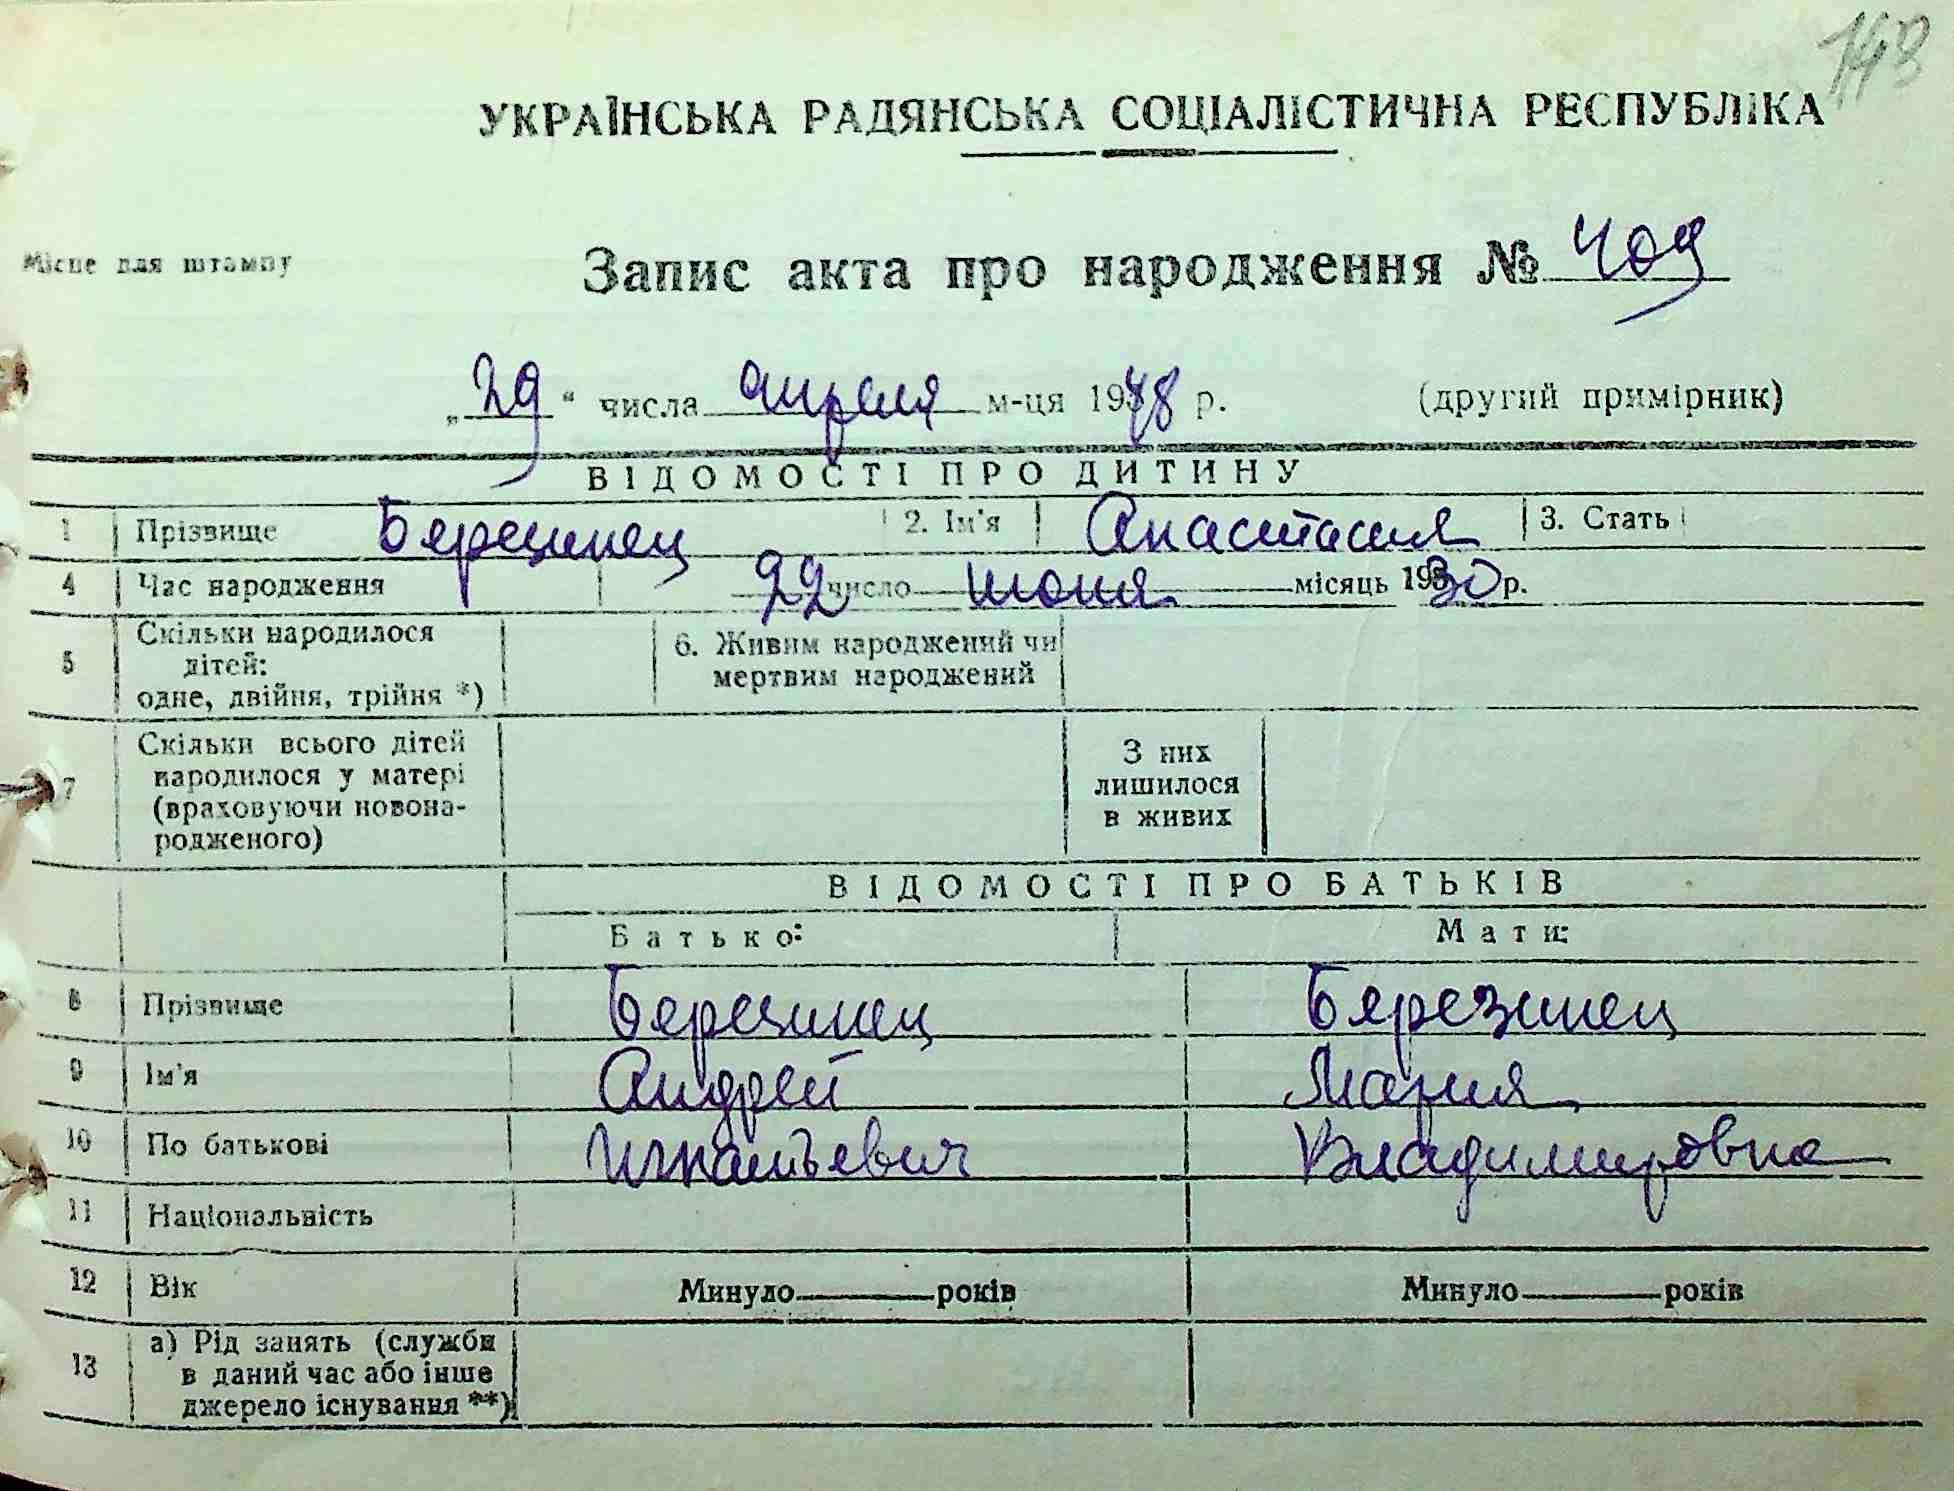 148
УКРАЇНСЬКА РАДЯНСЬКА СОЦІАЛІСТИЧНА РЕСПУБЛІКА
Місце для штампу
Запис акта про народження № 409
„29“ числа апреля м-ця 1948 р. (другий примірник)
ВІДОМОСТІ ПРО ДИТИНУ
1 Прізвище Березинец 2. Ім'я Анастасия 3. Стать
4 Час народження 22 число июня місяць 1930 р.
5 Скільки народилося дітей: одне, двійня, трійня *) 6. Живим народжений чи мертвим народжений
7 Скільки всього дітей народилося у матері (враховуючи новонародженого) З них лишилося в живих
ВІДОМОСТІ ПРО БАТЬКІВ
Батько: Мати:
8 Прізвище Березинец Березинец
9 Ім'я Андрей Мария
10 По батькові Игнатьевич Владимировна
11 Національність
12 Вік Минуло років Минуло років
13 а) Рід занять (служби в даний час або інше джерело існування **)